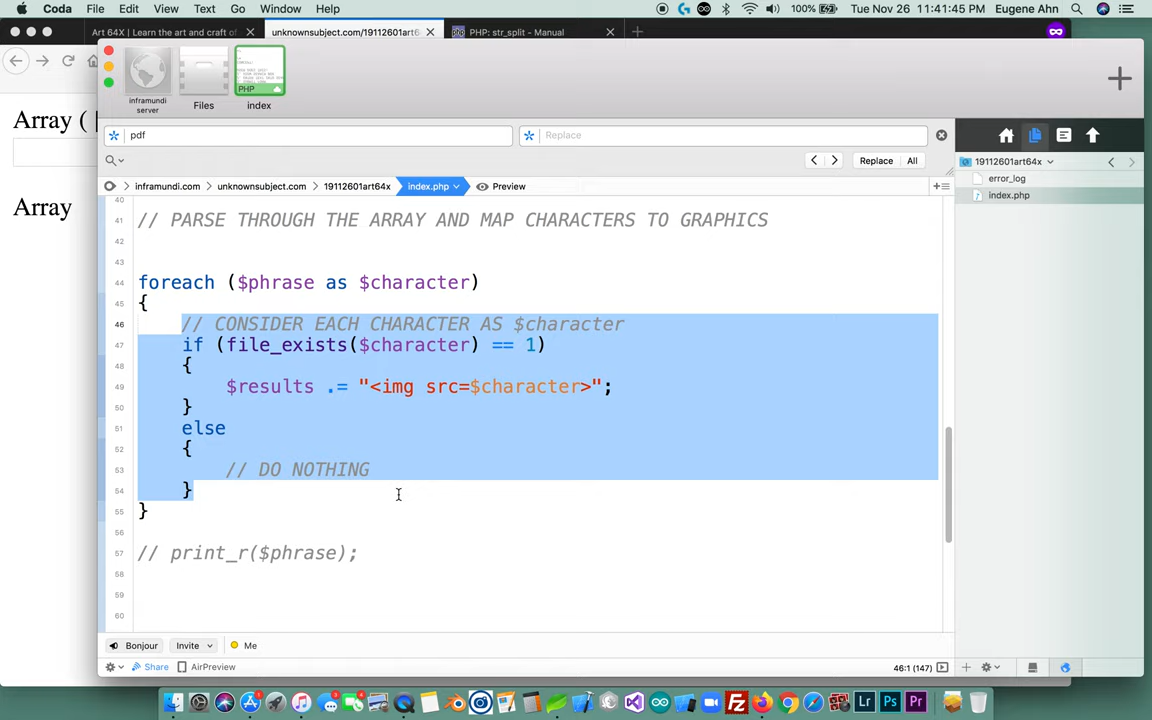 Coda File Edit View Text Go Window Help 100% Tue Nov 26 11:41:45 PM Eugene Ahn
Art 64X | Learn the art and craft of
unknownsubject.com/19112601art6
PHP: str_split - Manual
inframundi server
Files
index
PHP
Array (
Array
pdf
Replace
Replace All
inframundi.com unknownsubject.com 19112601art64x index.php Preview
19112601art64x
error_log
index.php
40
41 // PARSE THROUGH THE ARRAY AND MAP CHARACTERS TO GRAPHICS
42
43
44 foreach ($phrase as $character)
45 {
46 // CONSIDER EACH CHARACTER AS $character
47 if (file_exists($character) == 1)
48 {
49 $results .= "<img src=$character>";
50 }
51 else
52 {
53 // DO NOTHING
54 }
55 }
56
57 // print_r($phrase);
58
59
60
Bonjour Invite Me
Share AirPreview 46:1 (147)
Lr Ps Pr